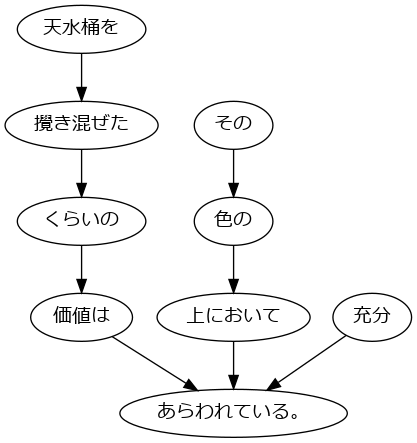 天水桶を
攪き混ぜた
その
くらいの
色の
価値は
上において
充分
あらわれている。